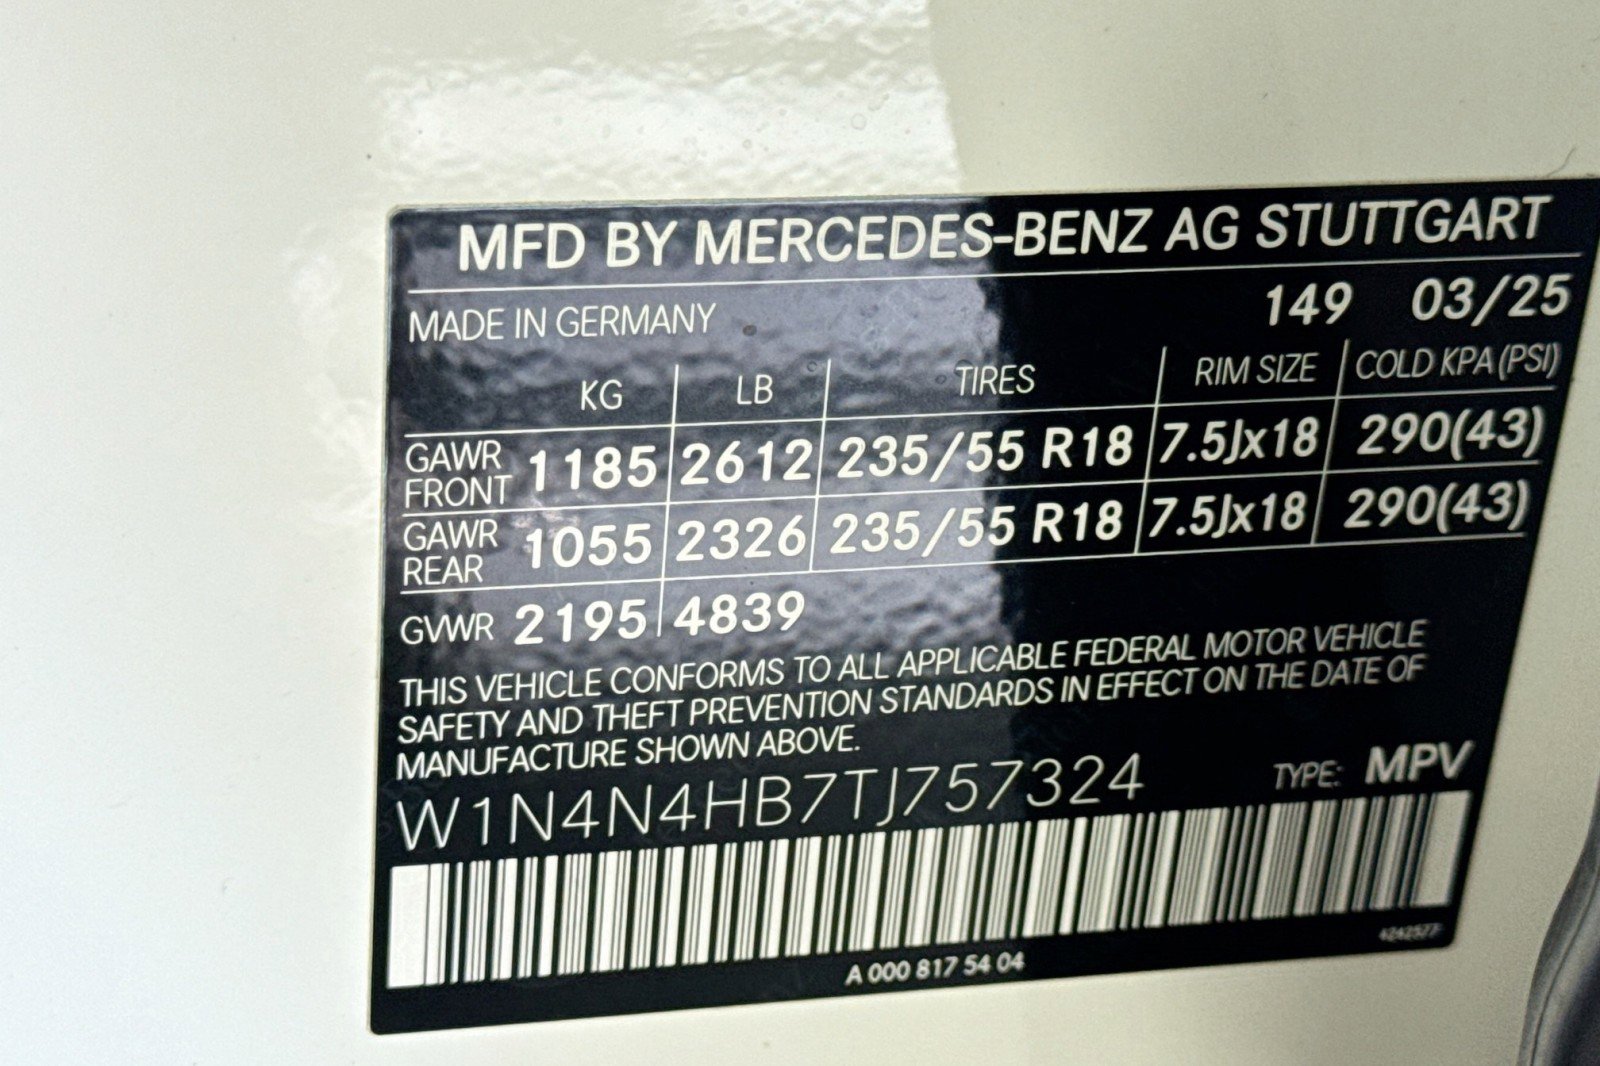 MFD BY MERCEDES-BENZ AG STUTTGART
MADE IN GERMANY 149 03/25
KG LB TIRES RIM SIZE COLD KPA (PSI)
GAWR FRONT 1185 2612 235/55 R18 7.5Jx18 290(43)
GAWR REAR 1055 2326 235/55 R18 7.5Jx18 290(43)
GVWR 2195 4839
THIS VEHICLE CONFORMS TO ALL APPLICABLE FEDERAL MOTOR VEHICLE
SAFETY AND THEFT PREVENTION STANDARDS IN EFFECT ON THE DATE OF
MANUFACTURE SHOWN ABOVE.
W1N4N4HB7TJ757324 TYPE: MPV
A 000 817 54 04